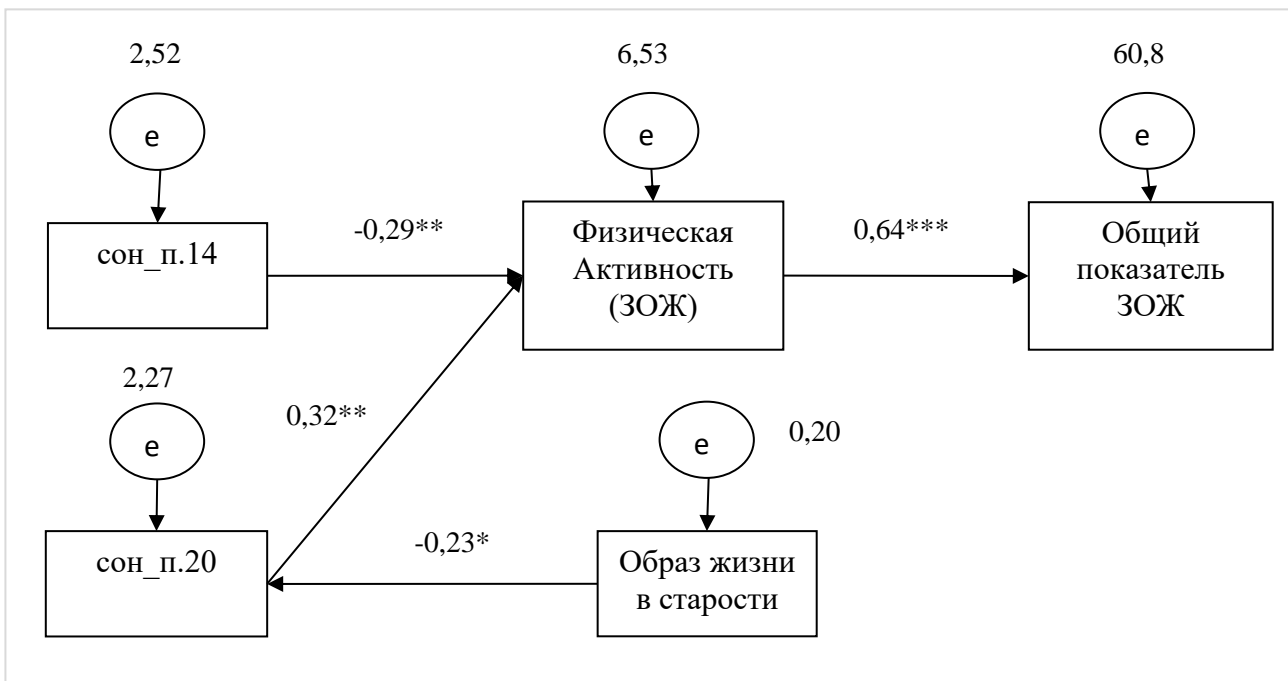 2,52
6,53
60,8
е
е
е
сон_п.14
-0,29**
Физическая
Активность
(ЗОЖ)
0,64***
Общий
показатель
ЗОЖ
2,27
е
0,32**
е
0,20
сон_п.20
-0,23*
Образ жизни
в старости